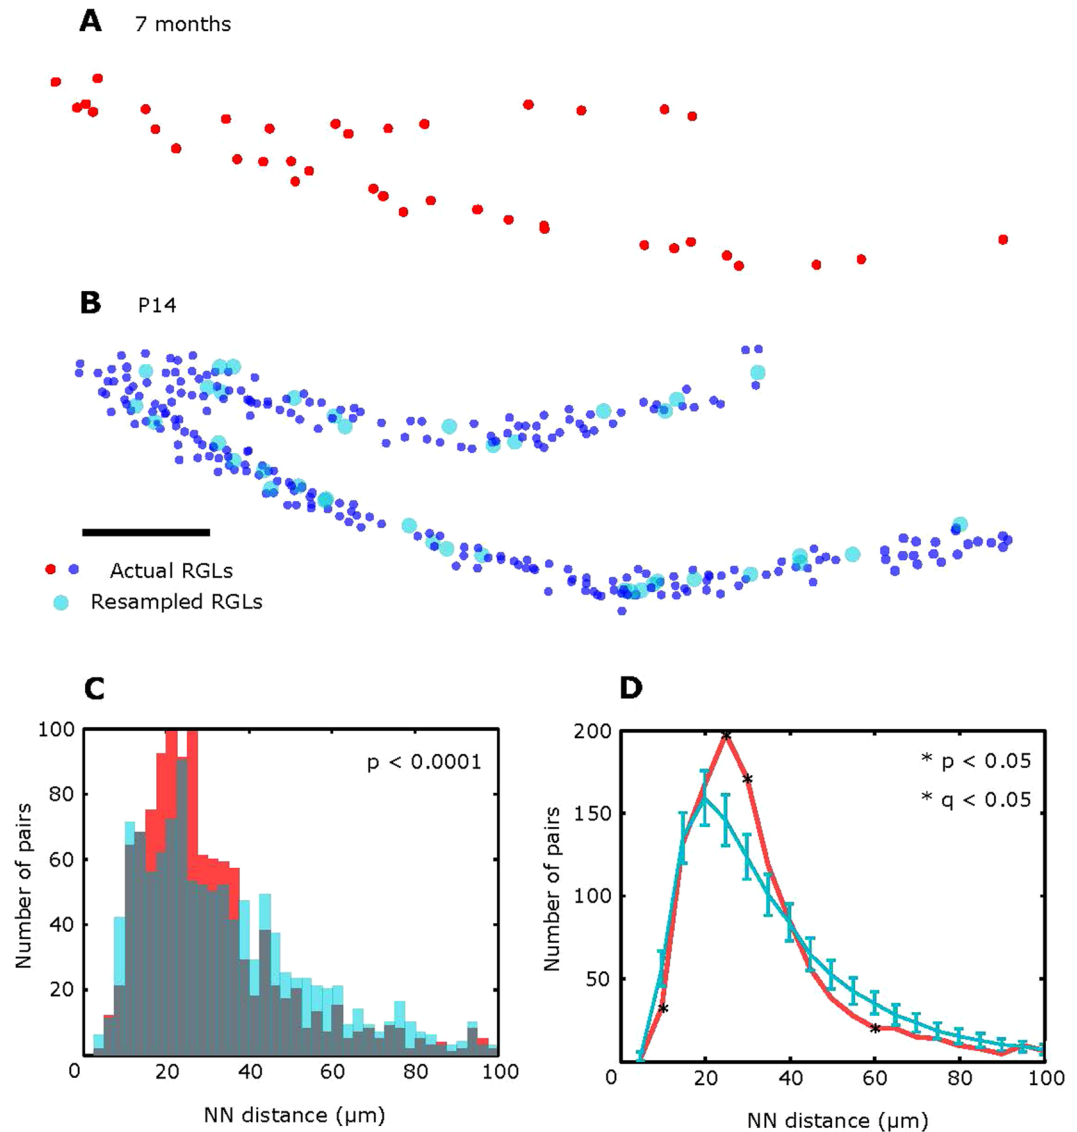 A 7 months
B P14
Actual RGLs
Resampled RGLs
C
100
80
60
40
20
0
20
40
60
80
100
Number of pairs
NN distance (µm)
p < 0.0001
D
200
150
100
50
0
20
40
60
80
100
Number of pairs
NN distance (µm)
* p < 0.05
* q < 0.05